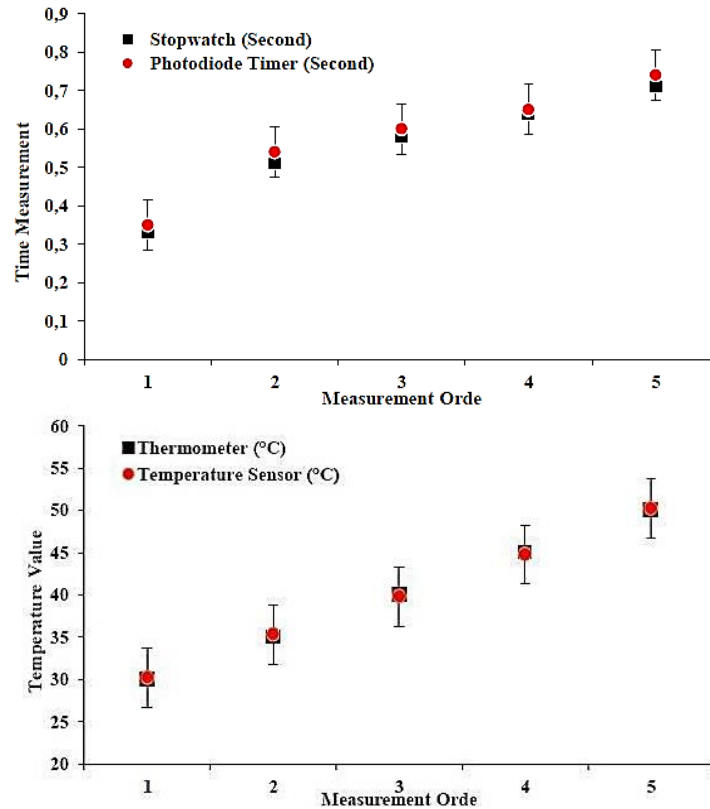 0,9
0,8
0,7
0,6
0,5
0,4
0,3
0,2
0,1
0
Time Measurement
Stopwatch (Second)
Photodiode Timer (Second)
1 2 3 4 5
Measurement Orde
60
55
50
45
40
35
30
25
20
Temperature Value
Thermometer (°C)
Temperature Sensor (°C)
1 2 3 4 5
Measurement Orde